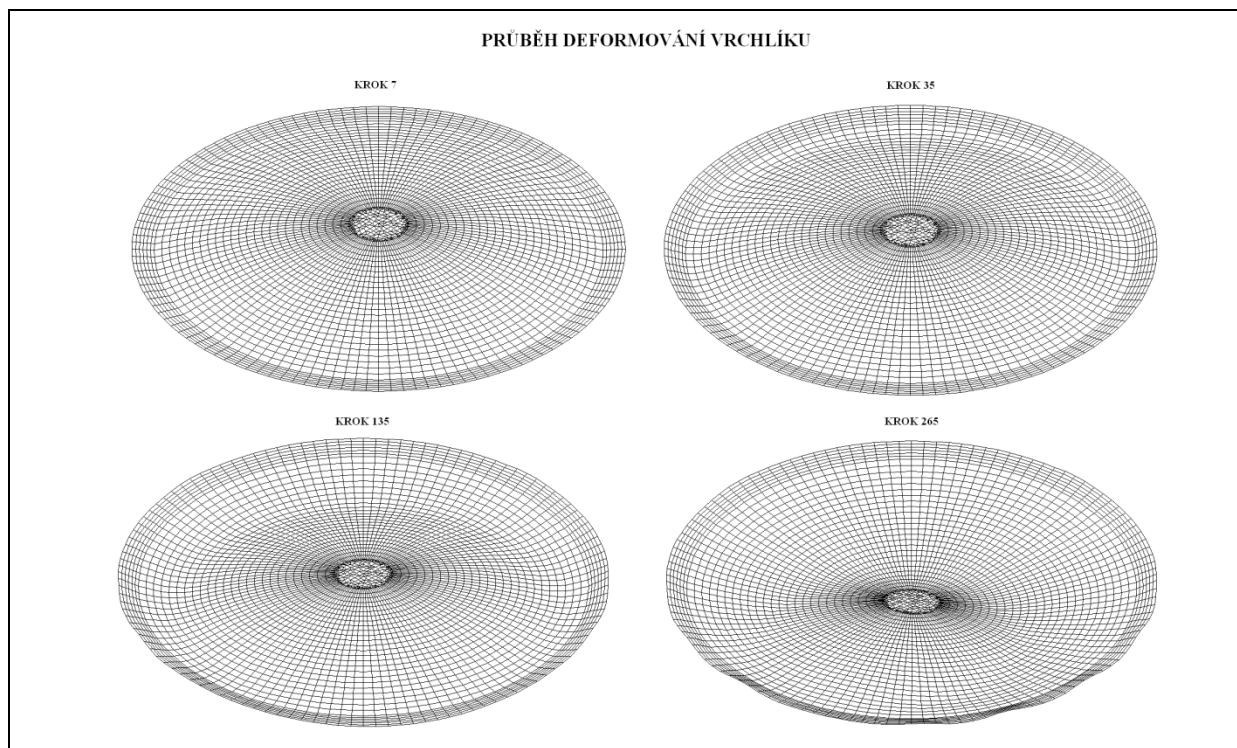 PRŮBĚH DEFORMOVÁNÍ VRCHLÍKU
KROK 7
KROK 35
KROK 135
KROK 265